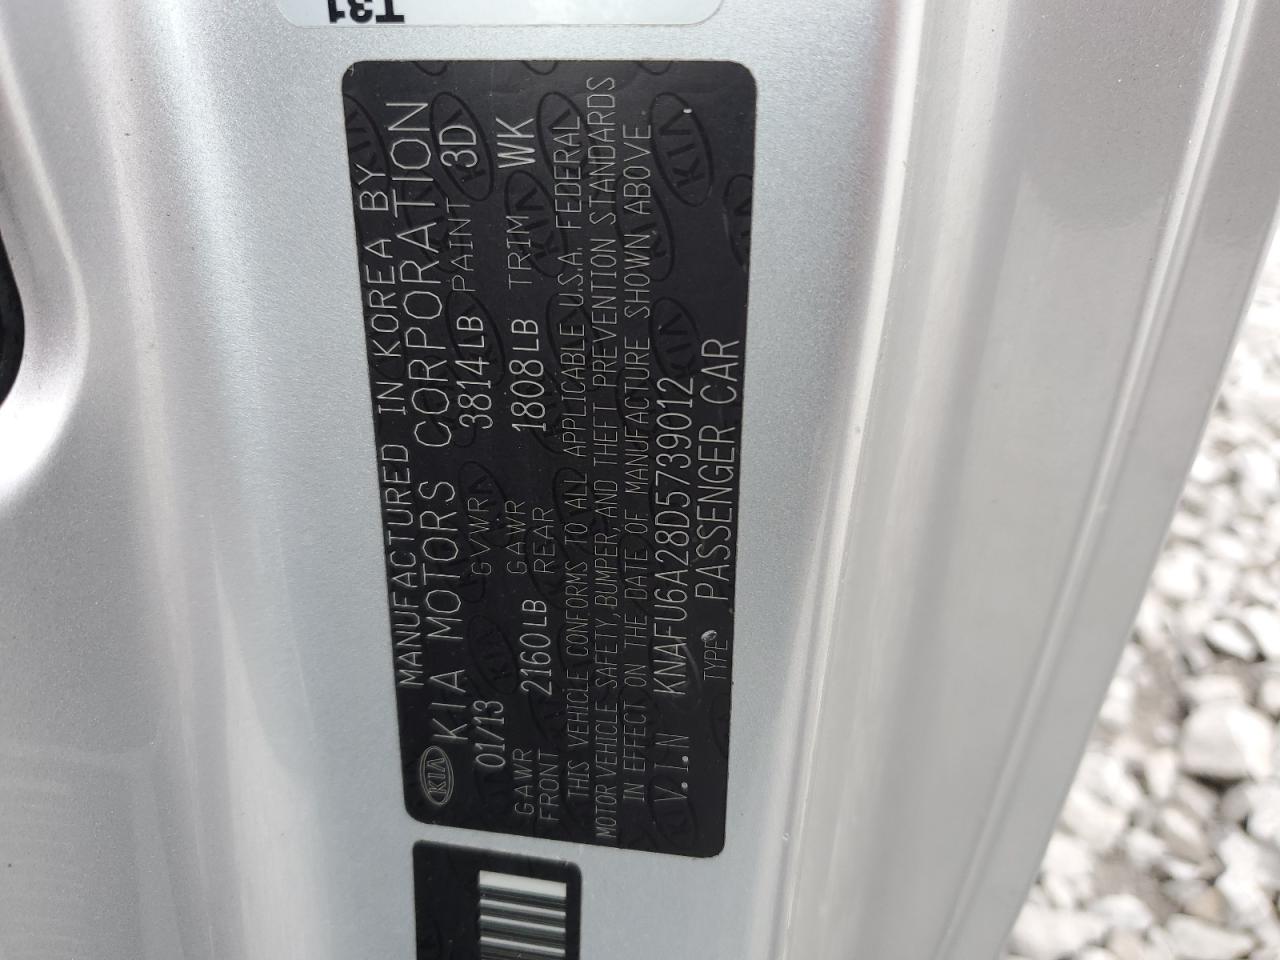 T31
MANUFACTURED IN KOREA BY
KIA KIA MOTORS CORPORATION
01/13 GVWR 3814LB PAINT 3D
GAWR FRONT 2160LB GAWR REAR 1808LB TRIM WK
THIS VEHICLE CONFORMS TO ALL APPLICABLE U.S.A. FEDERAL
MOTOR VEHICLE SAFETY, BUMPER, AND THEFT PREVENTION STANDARDS
IN EFFECT ON THE DATE OF MANUFACTURE SHOWN ABOVE.
V.I.N KNAFU6A28D5739012
TYPE PASSENGER CAR